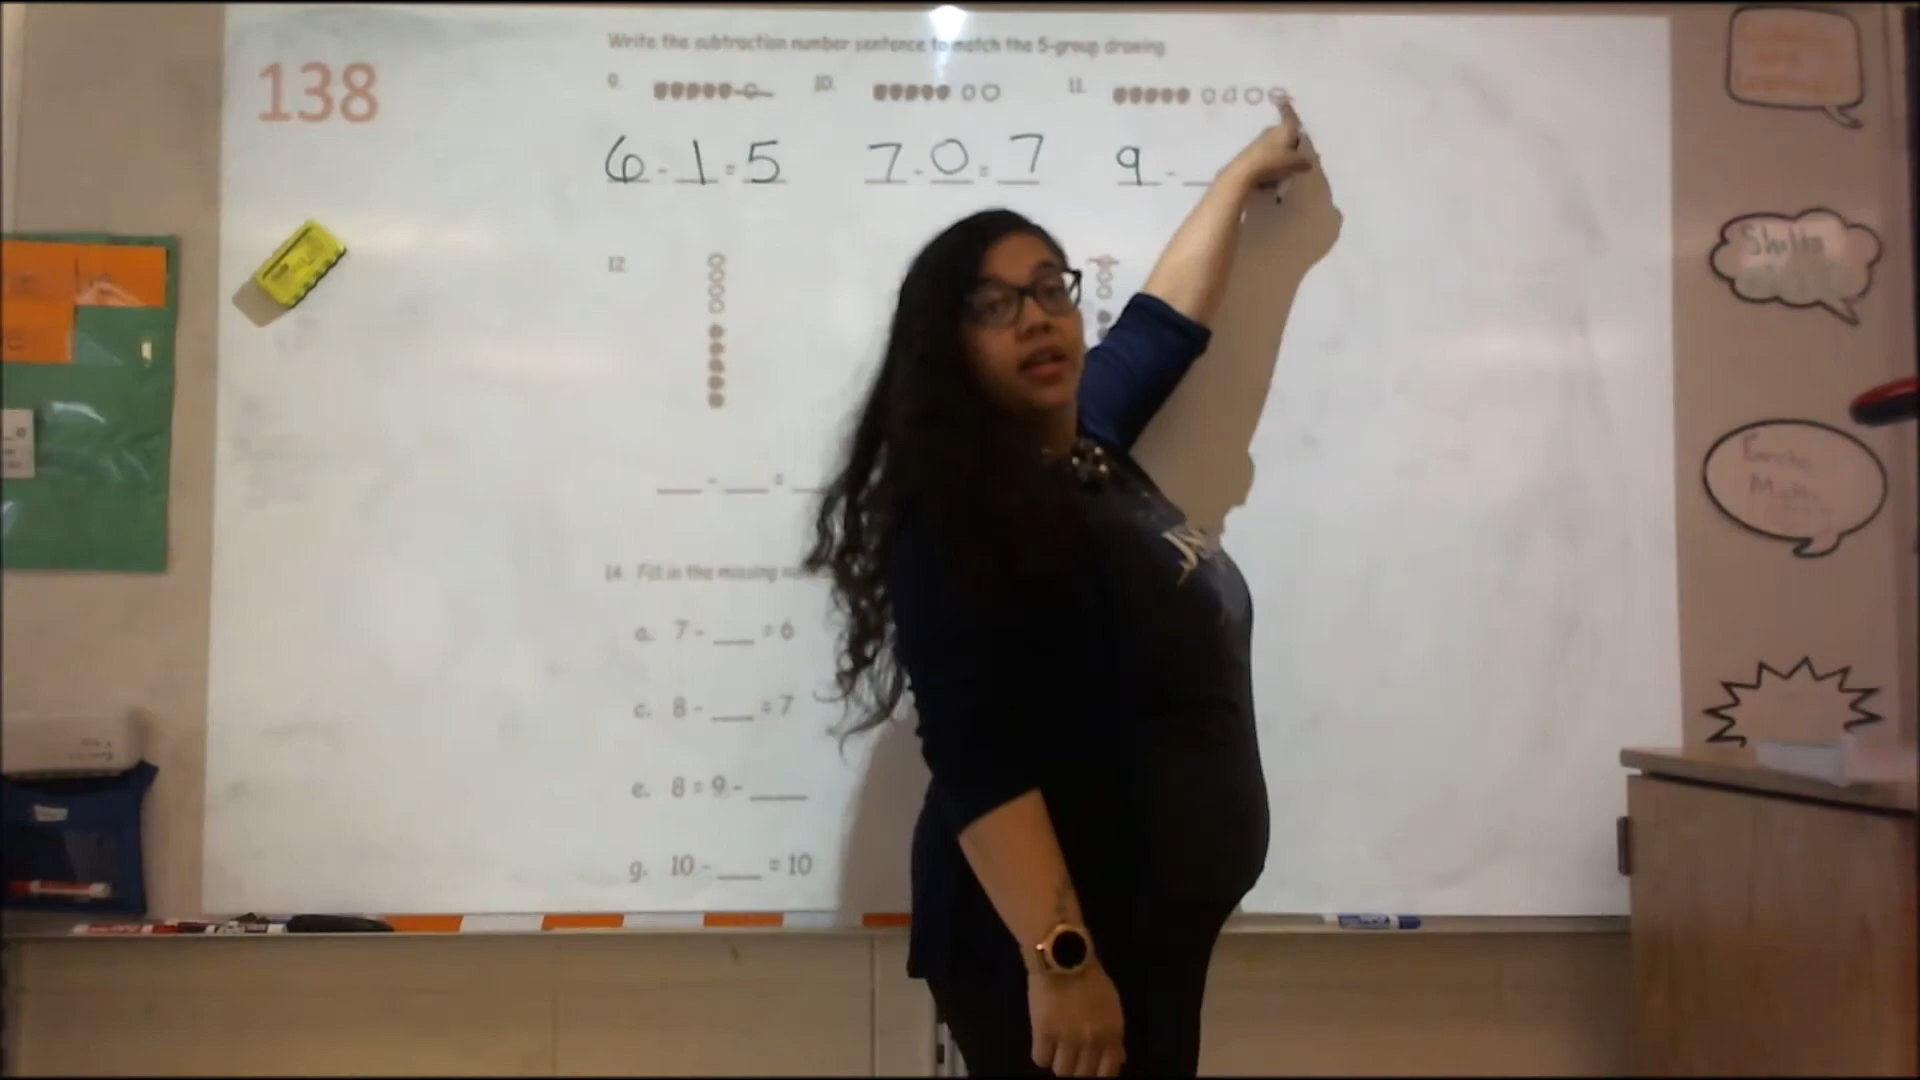 138
Write the subtraction number sentence to match the 5-group drawing.
9. 10. 11.
6 - 1 = 5 7 - 0 = 7 9 -
12.
___ - ___ =
14. Fill in the missing
a. 7 - ___ = 6
c. 8 - ___ = 7
e. 8 = 9 - ___
g. 10 - ___ = 10